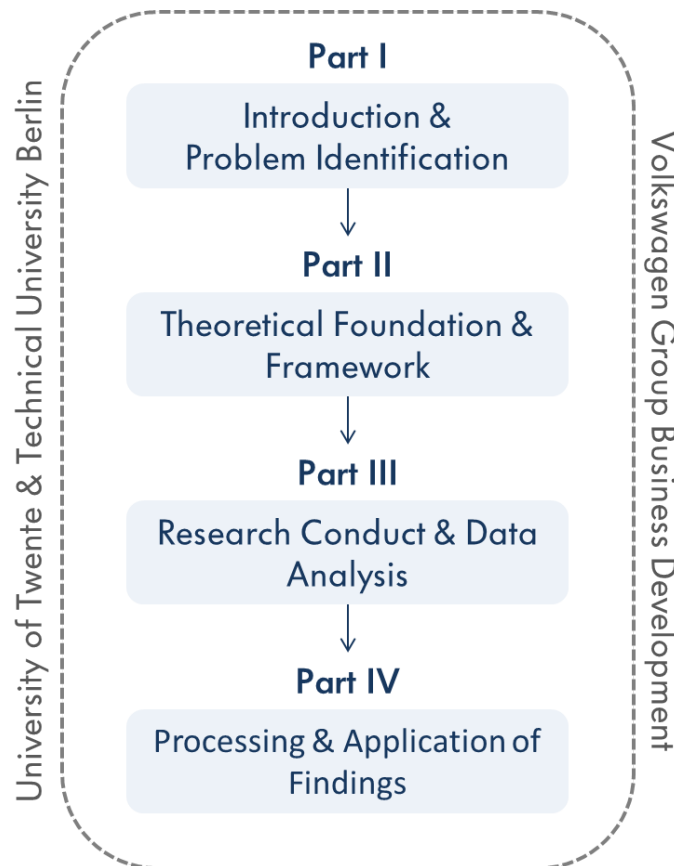 Part I
Introduction &
Problem Identification
Part II
Theoretical Foundation &
Framework
Part III
Research Conduct & Data
Analysis
Part IV
Processing & Application of
Findings
University of Twente & Technical University Berlin
Volkswagen Group Business Development